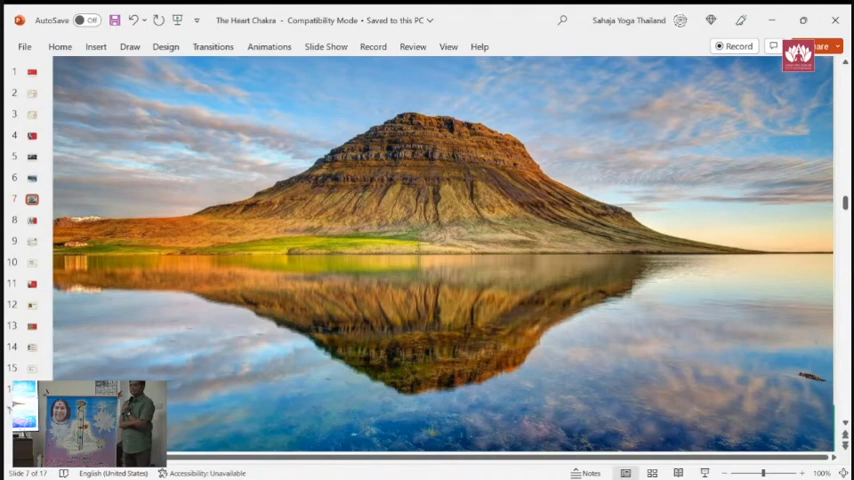 AutoSave
Off
The Heart Chakra - Compatibility Mode • Saved to this PC
Sahaja Yoga Thailand
File Home Insert Draw Design Transitions Animations Slide Show Record Review View Help
Record
are
1
2
3
4
5
6
7
8
9
10
11
12
13
14
15
Slide 7 of 17 English (United States) Accessibility: Unavailable
Notes
100%